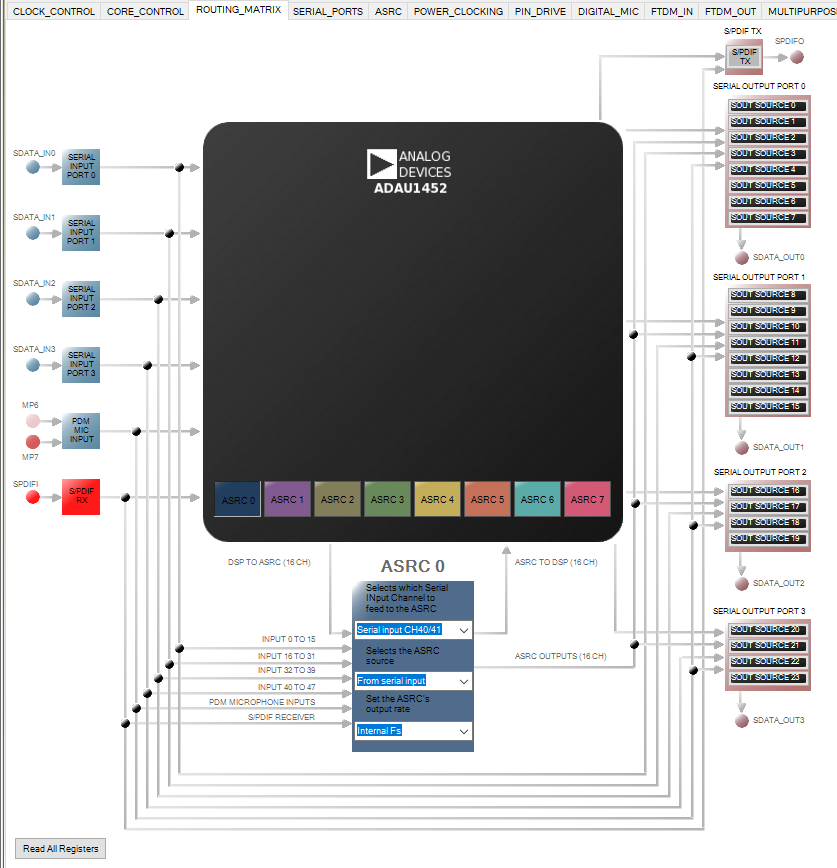 CLOCK_CONTROL CORE_CONTROL ROUTING_MATRIX SERIAL_PORTS ASRC POWER_CLOCKING PIN_DRIVE DIGITAL_MIC FTDM_IN FTDM_OUT MULTIPURPOS
S/PDIF TX
S/PDIF
TX
SPDIFO
SERIAL OUTPUT PORT 0
SOUT SOURCE 0
SOUT SOURCE 1
SOUT SOURCE 2
SOUT SOURCE 3
SOUT SOURCE 4
SOUT SOURCE 5
SOUT SOURCE 6
SOUT SOURCE 7
SDATA_OUT0
SERIAL OUTPUT PORT 1
SOUT SOURCE 8
SOUT SOURCE 9
SOUT SOURCE 10
SOUT SOURCE 11
SOUT SOURCE 12
SOUT SOURCE 13
SOUT SOURCE 14
SOUT SOURCE 15
SDATA_OUT1
SERIAL OUTPUT PORT 2
SOUT SOURCE 16
SOUT SOURCE 17
SOUT SOURCE 18
SOUT SOURCE 19
SDATA_OUT2
SERIAL OUTPUT PORT 3
SOUT SOURCE 20
SOUT SOURCE 21
SOUT SOURCE 22
SOUT SOURCE 23
SDATA_OUT3
SDATA_IN0
SERIAL
INPUT
PORT 0
SDATA_IN1
SERIAL
INPUT
PORT 1
SDATA_IN2
SERIAL
INPUT
PORT 2
SDATA_IN3
SERIAL
INPUT
PORT 3
MP6
PDM
MIC
INPUT
MP7
SPDIFI
S/PDIF
RX
ANALOG
DEVICES
ADAU1452
ASRC 0 ASRC 1 ASRC 2 ASRC 3 ASRC 4 ASRC 5 ASRC 6 ASRC 7
DSP TO ASRC (16 CH)
ASRC 0
ASRC TO DSP (16 CH)
Selects which Serial
INput Channel to
feed to the ASRC
Serial input CH40/41
Selects the ASRC
source
From serial input
Set the ASRC's
output rate
Internal Fs
ASRC OUTPUTS (16 CH)
INPUT 0 TO 15
INPUT 16 TO 31
INPUT 32 TO 39
INPUT 40 TO 47
PDM MICROPHONE INPUTS
S/PDIF RECEIVER
Read All Registers